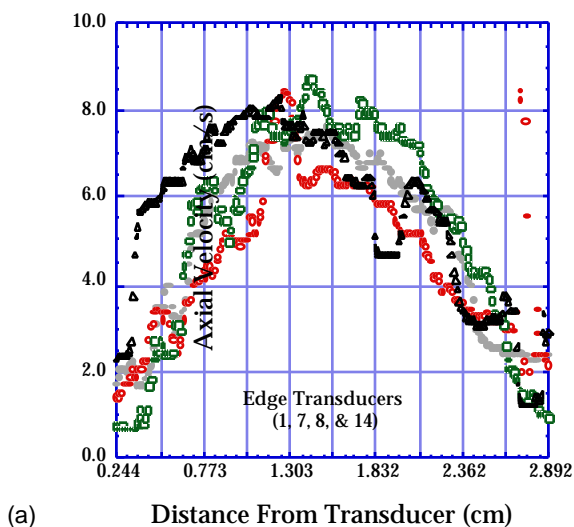 10.0
8.0
6.0
4.0
2.0
0.0
Axial Velocity (cm/s)
Edge Transducers
(1, 7, 8, & 14)
0.244 0.773 1.303 1.832 2.362 2.892
(a) Distance From Transducer (cm)